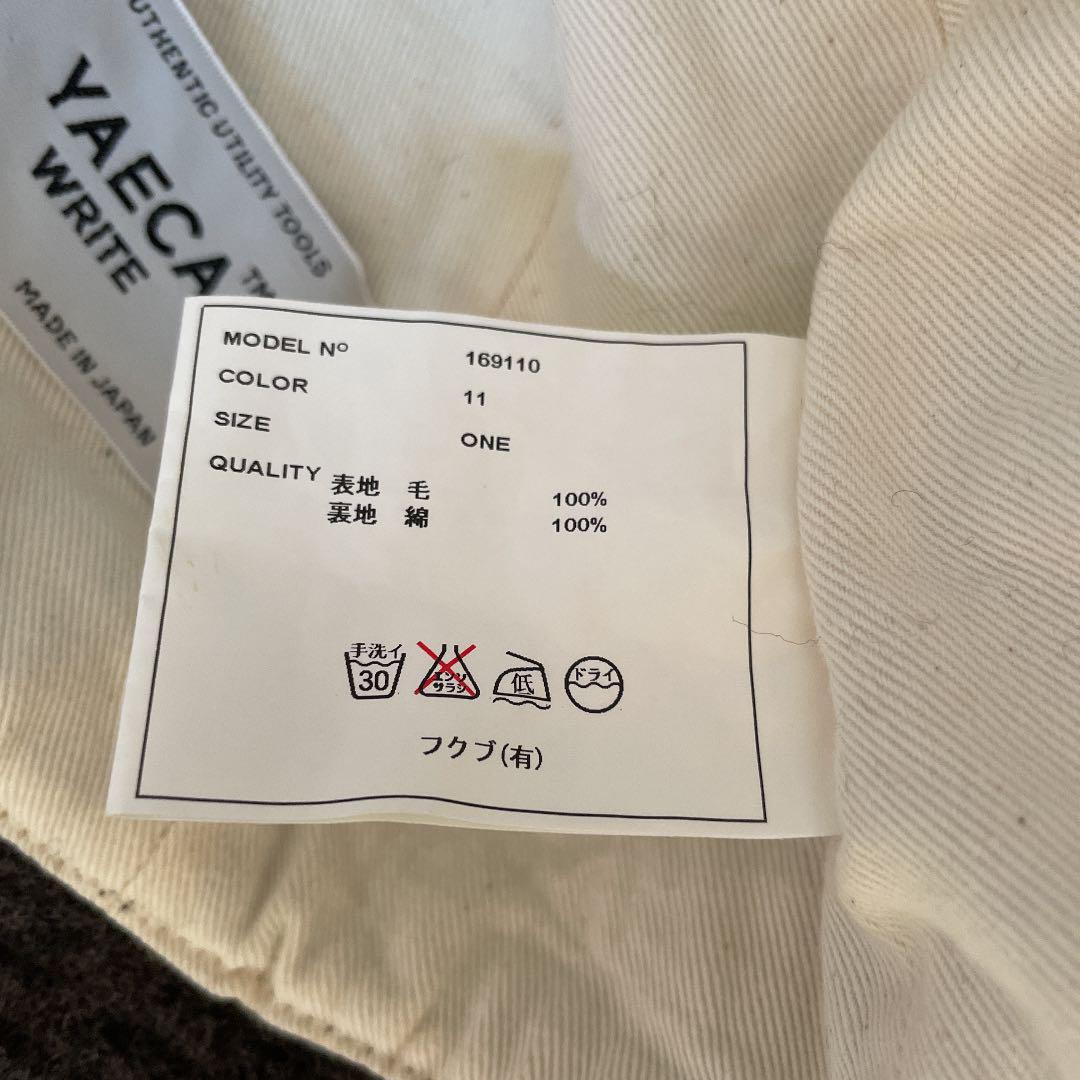 UTHENTIC UTILITY TOOLS
YAECA TM
WRITE
MADE IN JAPAN
MODEL Nº 169110
COLOR 11
SIZE ONE
QUALITY
表地 毛 100%
裏地 綿 100%
手洗イ
30
エンソ
サラシ
低
ドライ
フクブ(有)